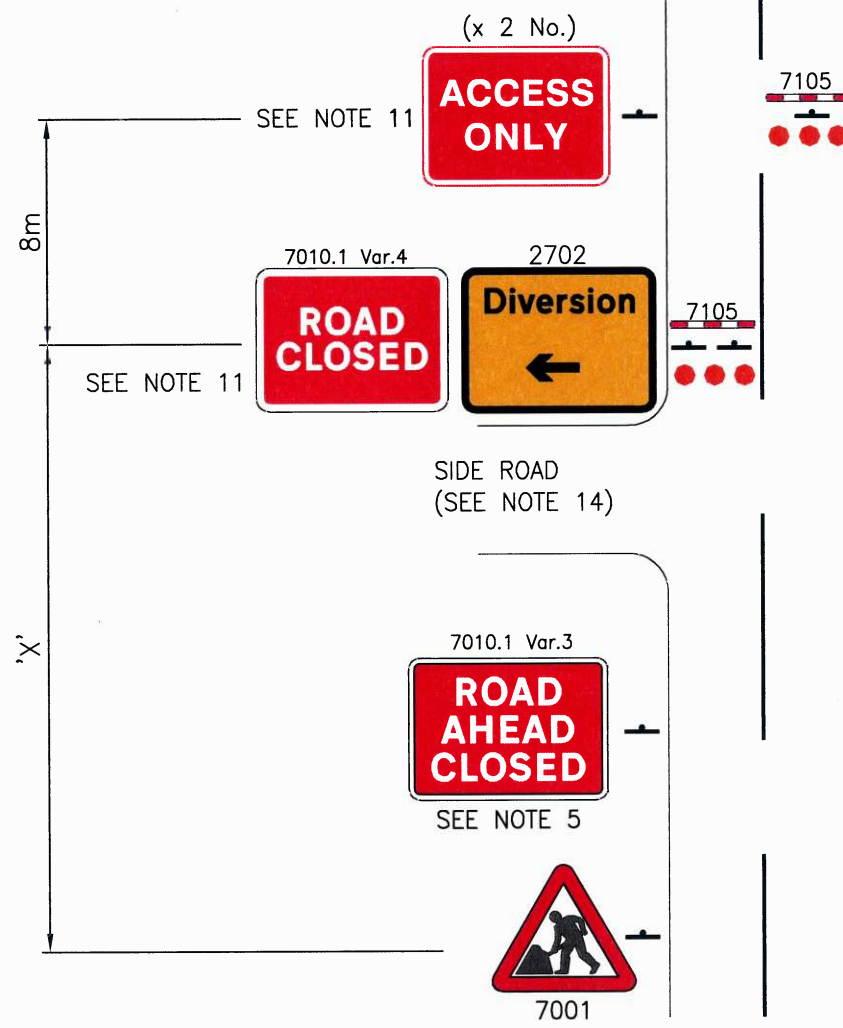 (x 2 No.)
ACCESS
ONLY
SEE NOTE 11
7105
8m
7010.1 Var.4
2702
ROAD
CLOSED
Diversion
7105
SEE NOTE 11
SIDE ROAD
(SEE NOTE 14)
'X'
7010.1 Var.3
ROAD
AHEAD
CLOSED
SEE NOTE 5
7001